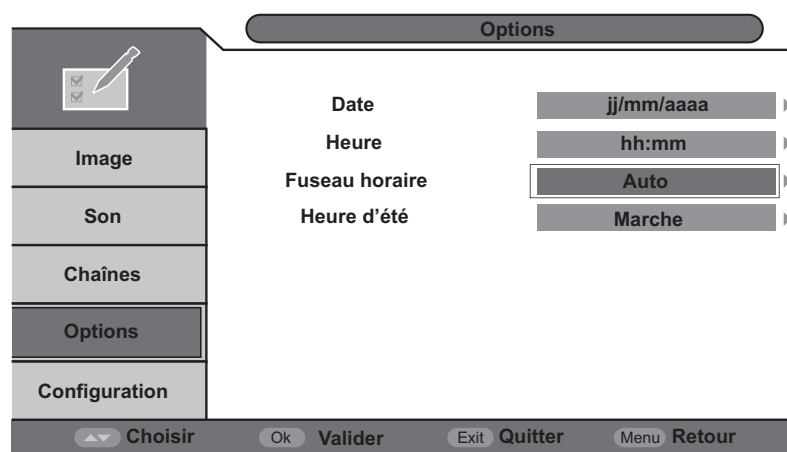 Options
Date jj/mm/aaaa
Heure hh:mm
Fuseau horaire Auto
Heure d’été Marche
Image
Son
Chaînes
Options
Configuration
Choisir Ok Valider Exit Quitter Menu Retour